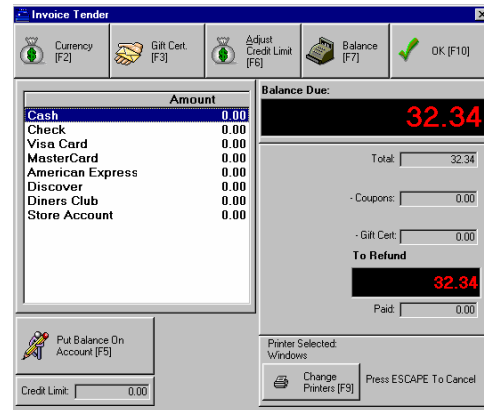 Invoice Tender
Currency [F2]
Gift Cert. [F3]
Adjust Credit Limit [F6]
Balance [F7]
OK [F10]
Amount
Cash 0.00
Check 0.00
Visa Card 0.00
MasterCard 0.00
American Express 0.00
Discover 0.00
Diners Club 0.00
Store Account 0.00
Balance Due:
32.34
Total: 32.34
- Coupons: 0.00
- Gift Cert: 0.00
To Refund
32.34
Paid: 0.00
Put Balance On
Account [F5]
Credit Limit: 0.00
Printer Selected:
Windows
Change
Printers [F9]
Press ESCAPE To Cancel